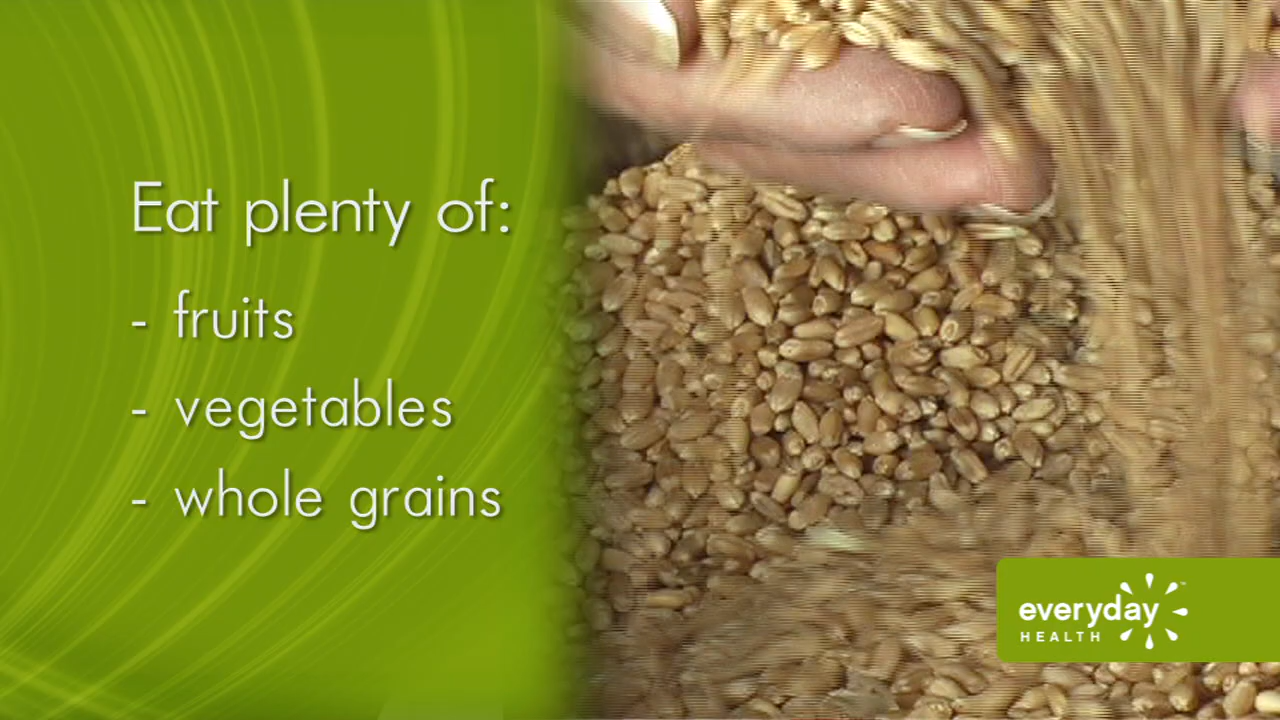 Eat plenty of:
- fruits
- vegetables
- whole grains
everyday
HEALTH